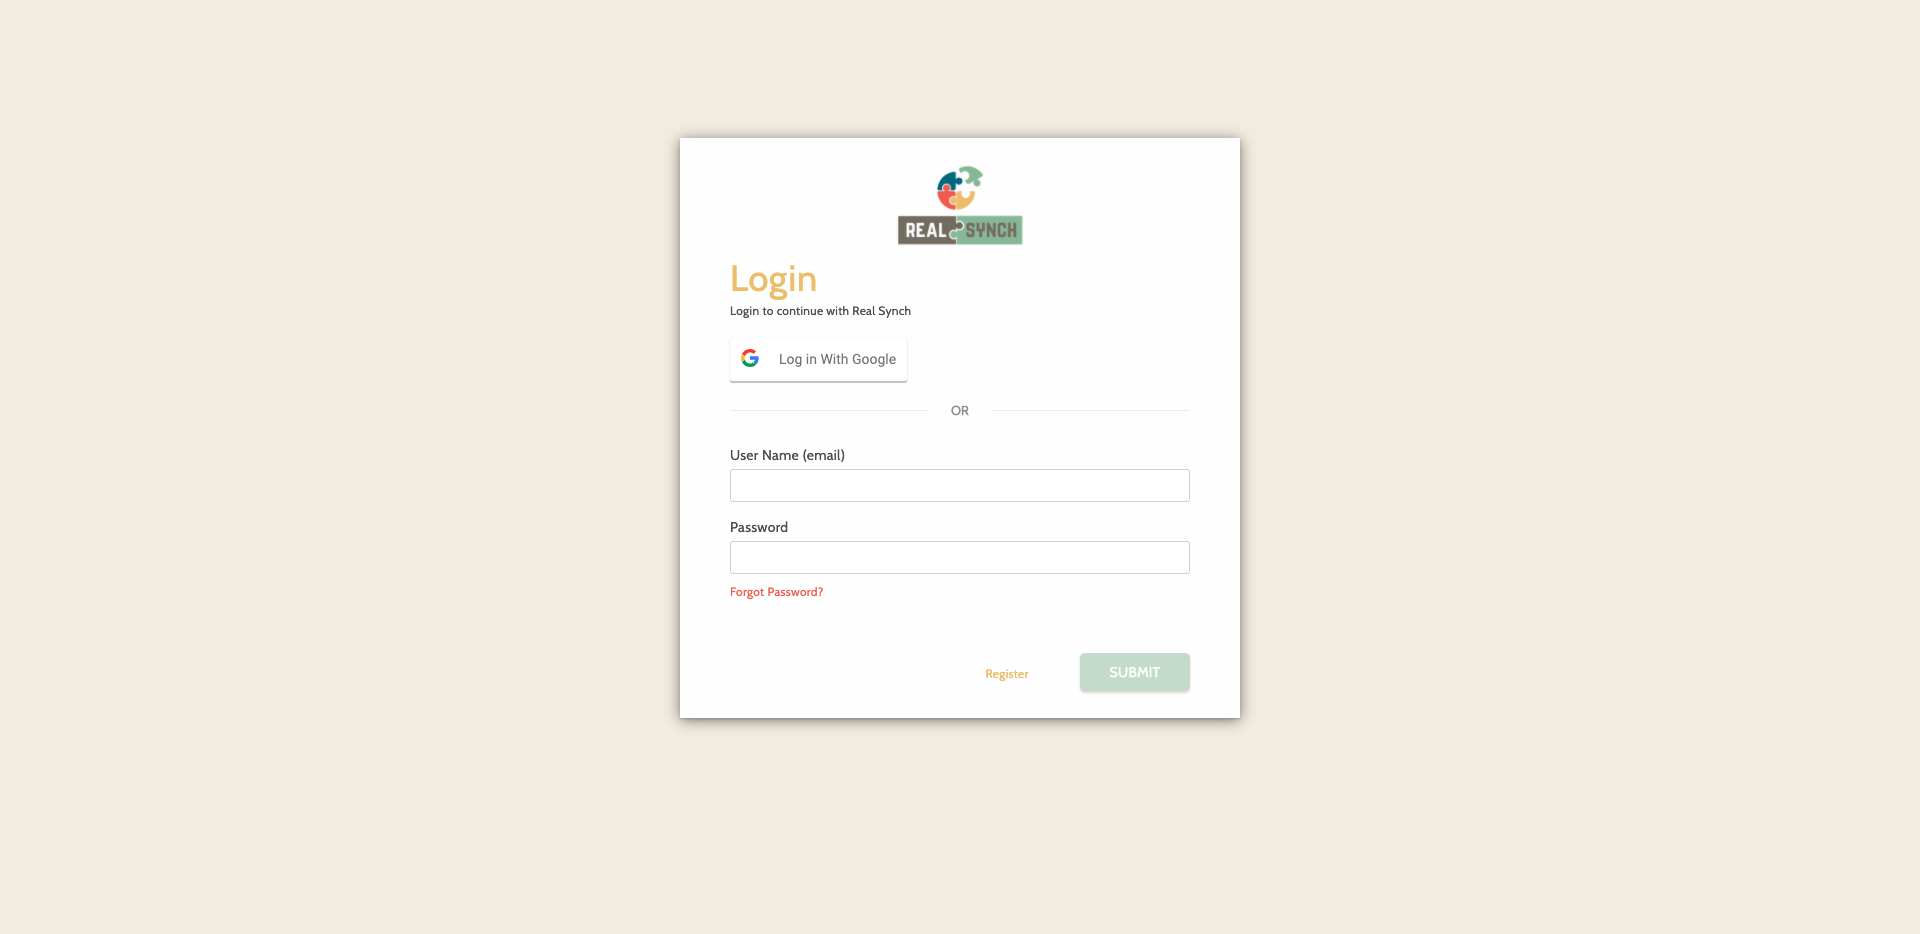 REAL SYNCH
Login
Login to continue with Real Synch
Log in With Google
OR
User Name (email)
Password
Forgot Password?
Register
SUBMIT